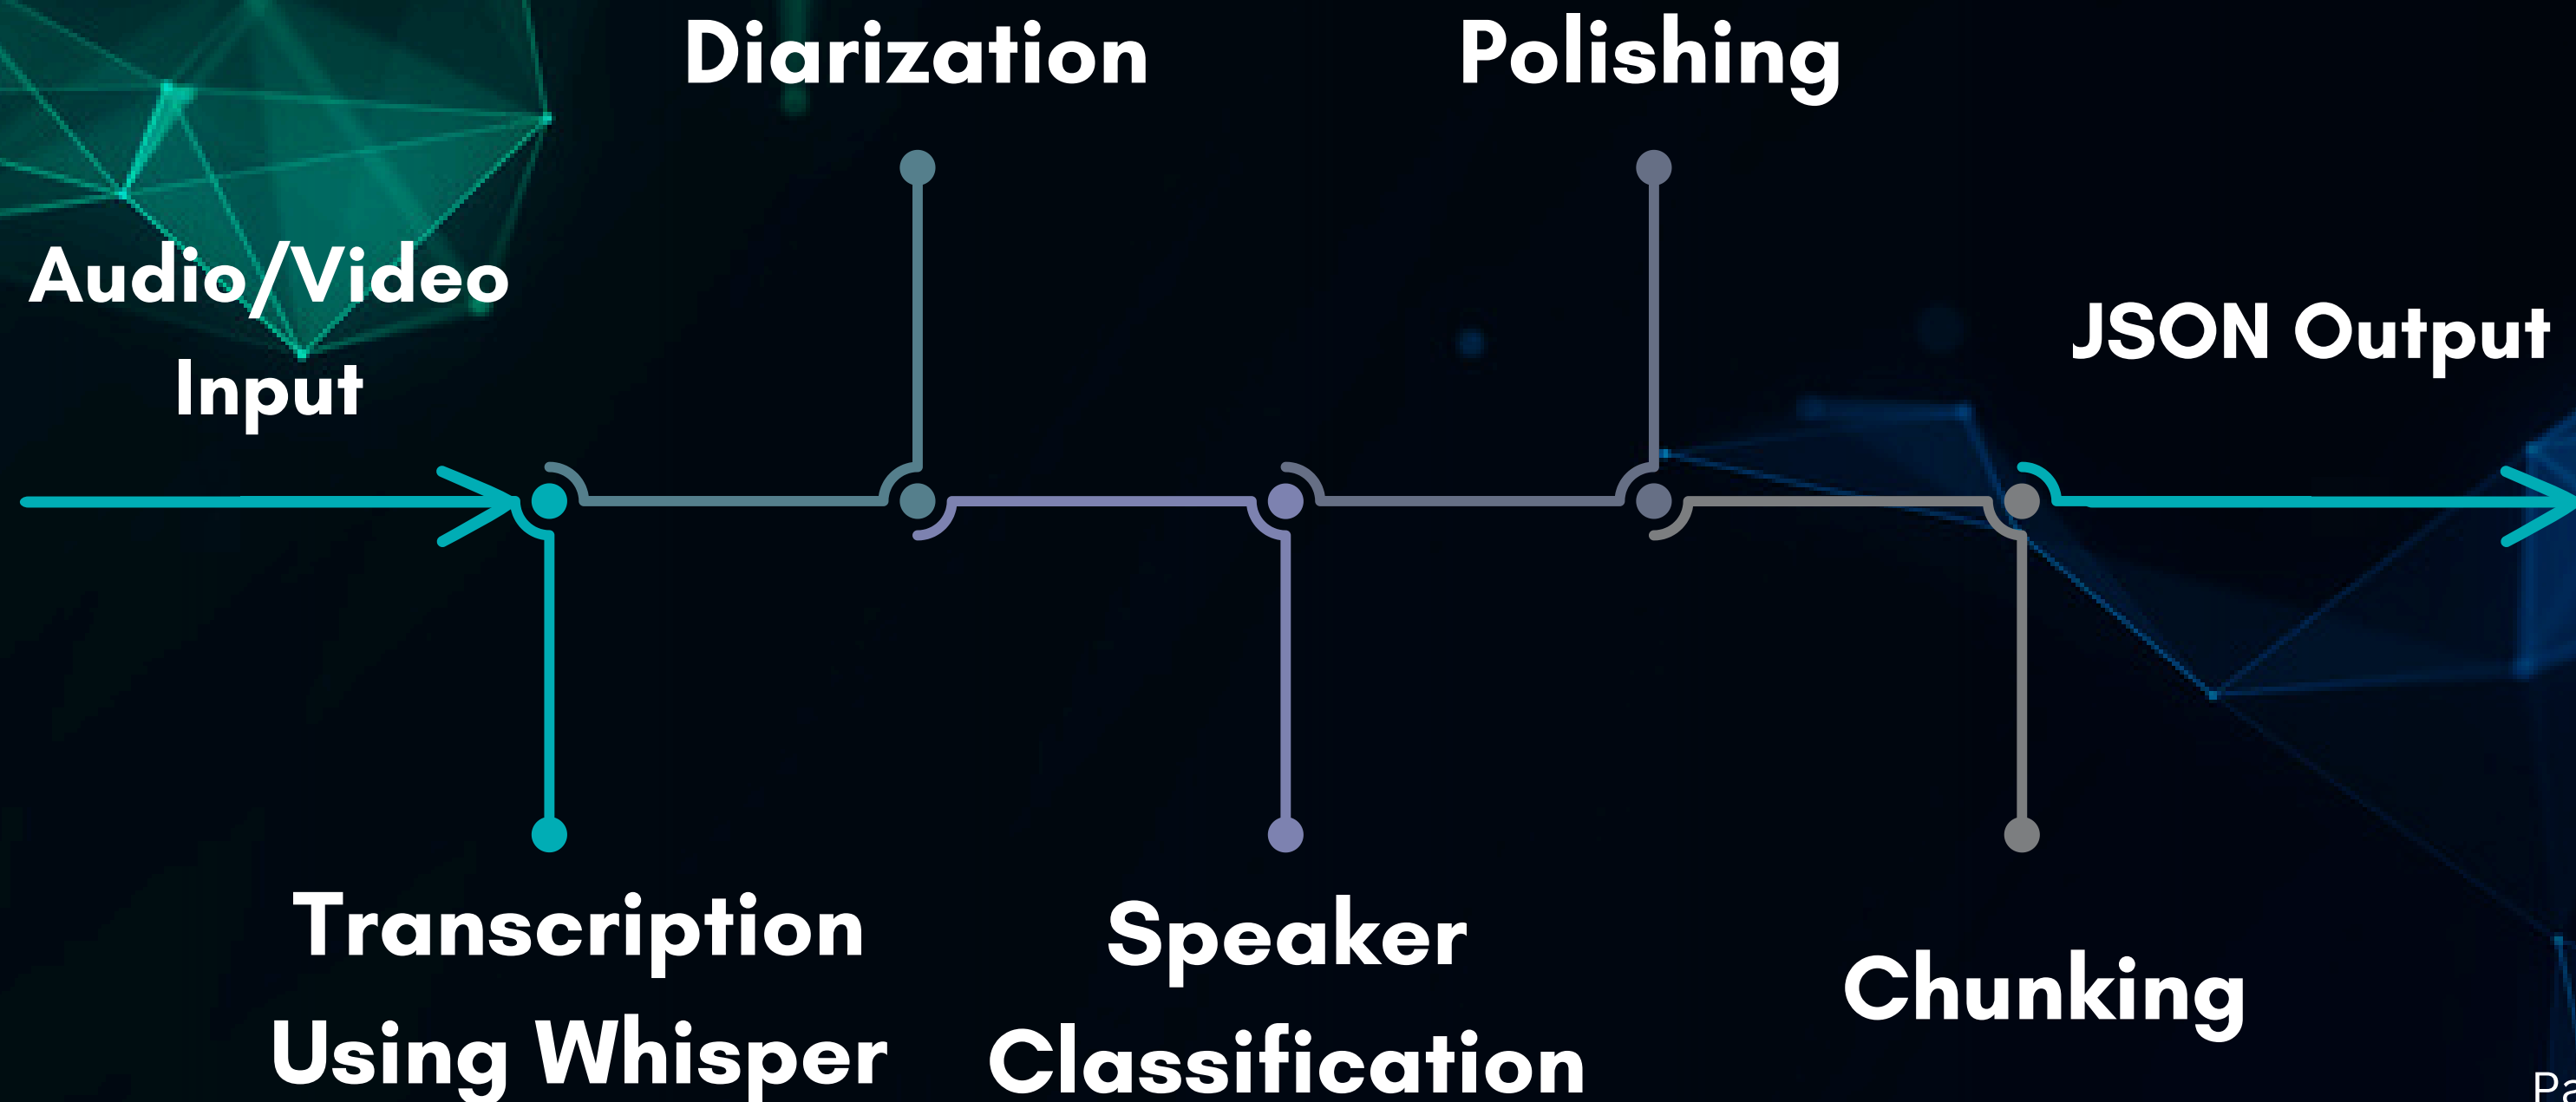 Diarization
Polishing
Audio/Video
Input
JSON Output
Transcription
Using Whisper
Speaker
Classification
Chunking